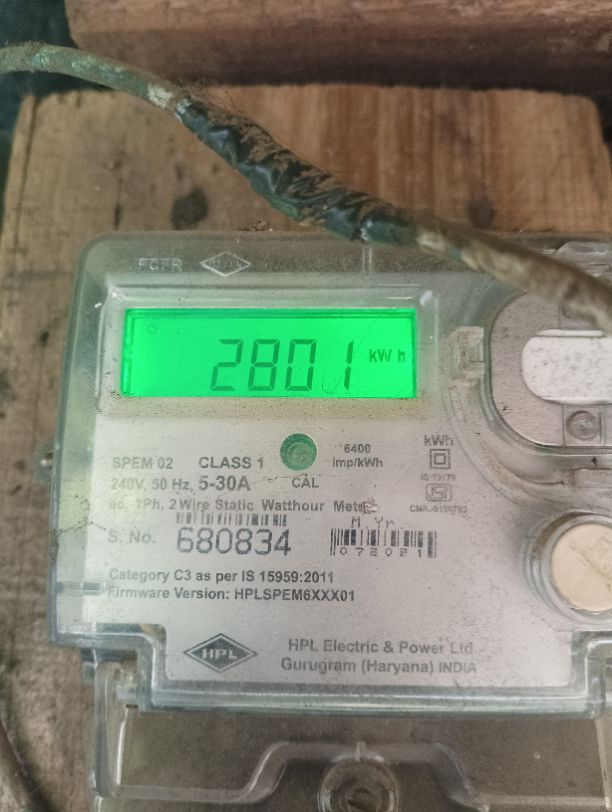 2801 kWh
SPEM 02 CLASS 1
6400
imp/kWh
kWh
240V, 50 Hz, 5-30A
CAL
ac, 1Ph, 2 Wire Static Watthour Meter
M Yr
S. No. 680834
072021
Category C3 as per IS 15959:2011
Firmware Version: HPLSPEM6XXX01
HPL
HPL Electric & Power Ltd.
Gurugram (Haryana) INDIA